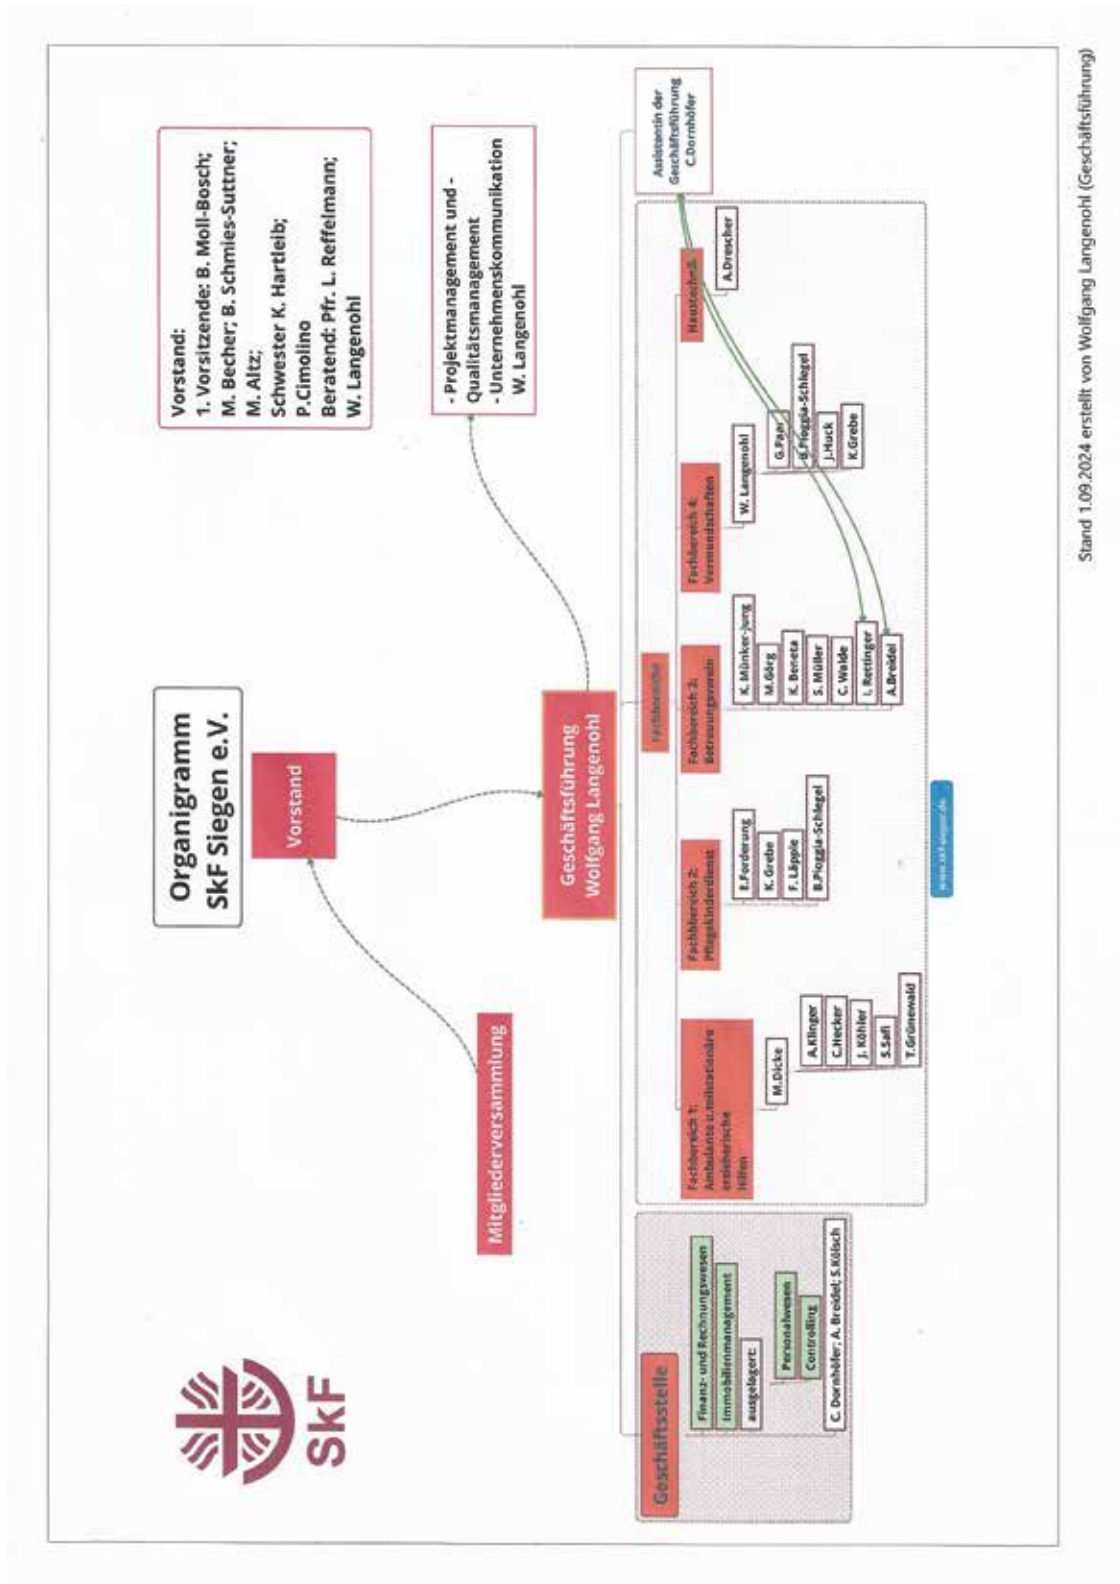 SkF
Organigramm
SkF Siegen e.V.
Vorstand:
1. Vorsitzende: B. Moll-Bosch;
M. Becher; B. Schmies-Suttner;
M. Altz;
Schwester K. Hartleib;
P.Cimolino
Beratend: Pfr. L. Reffelmann;
W. Langenohl
Vorstand
Mitgliederversammlung
- Projektmanagement und -
Qualitätsmanagement
- Unternehmenskommunikation
W. Langenohl
Geschäftsführung
Wolfgang Langenohl
Assistantin der
Geschäftsführung
C.Dornhöfer
Geschäftsstelle
Finanz- und Rechnungswesen
Immobilienmanagement
ausgelagert:
Personalwesen
Controlling
C. Dornhöfer; A. Breidel; S.Kölsch
Fachbereiche
Fachbereich 1:
Ambulante u.teilstationäre
erzieherische
Hilfen
M.Dicke
A.Klinger
C.Hecker
J. Köhler
S.Safi
T.Grünewald
Fachbereich 2:
Pflegekinderdienst
E.Forderung
K. Grebe
F. Läpple
B.Pioggia-Schlegel
Fachbereich 3:
Betreuungsverein
K. Münker-Jung
M.Görg
K. Beneta
S. Müller
C. Walde
I. Rettinger
A.Breidel
Fachbereich 4:
Vormundschaften
W. Langenohl
G.Paar
B.Pioggia-Schlegel
J.Huck
K.Grebe
Haustechnik
A.Drescher
www.skf-siegen.de
Stand 1.09.2024 erstellt von Wolfgang Langenohl (Geschäftsführung)